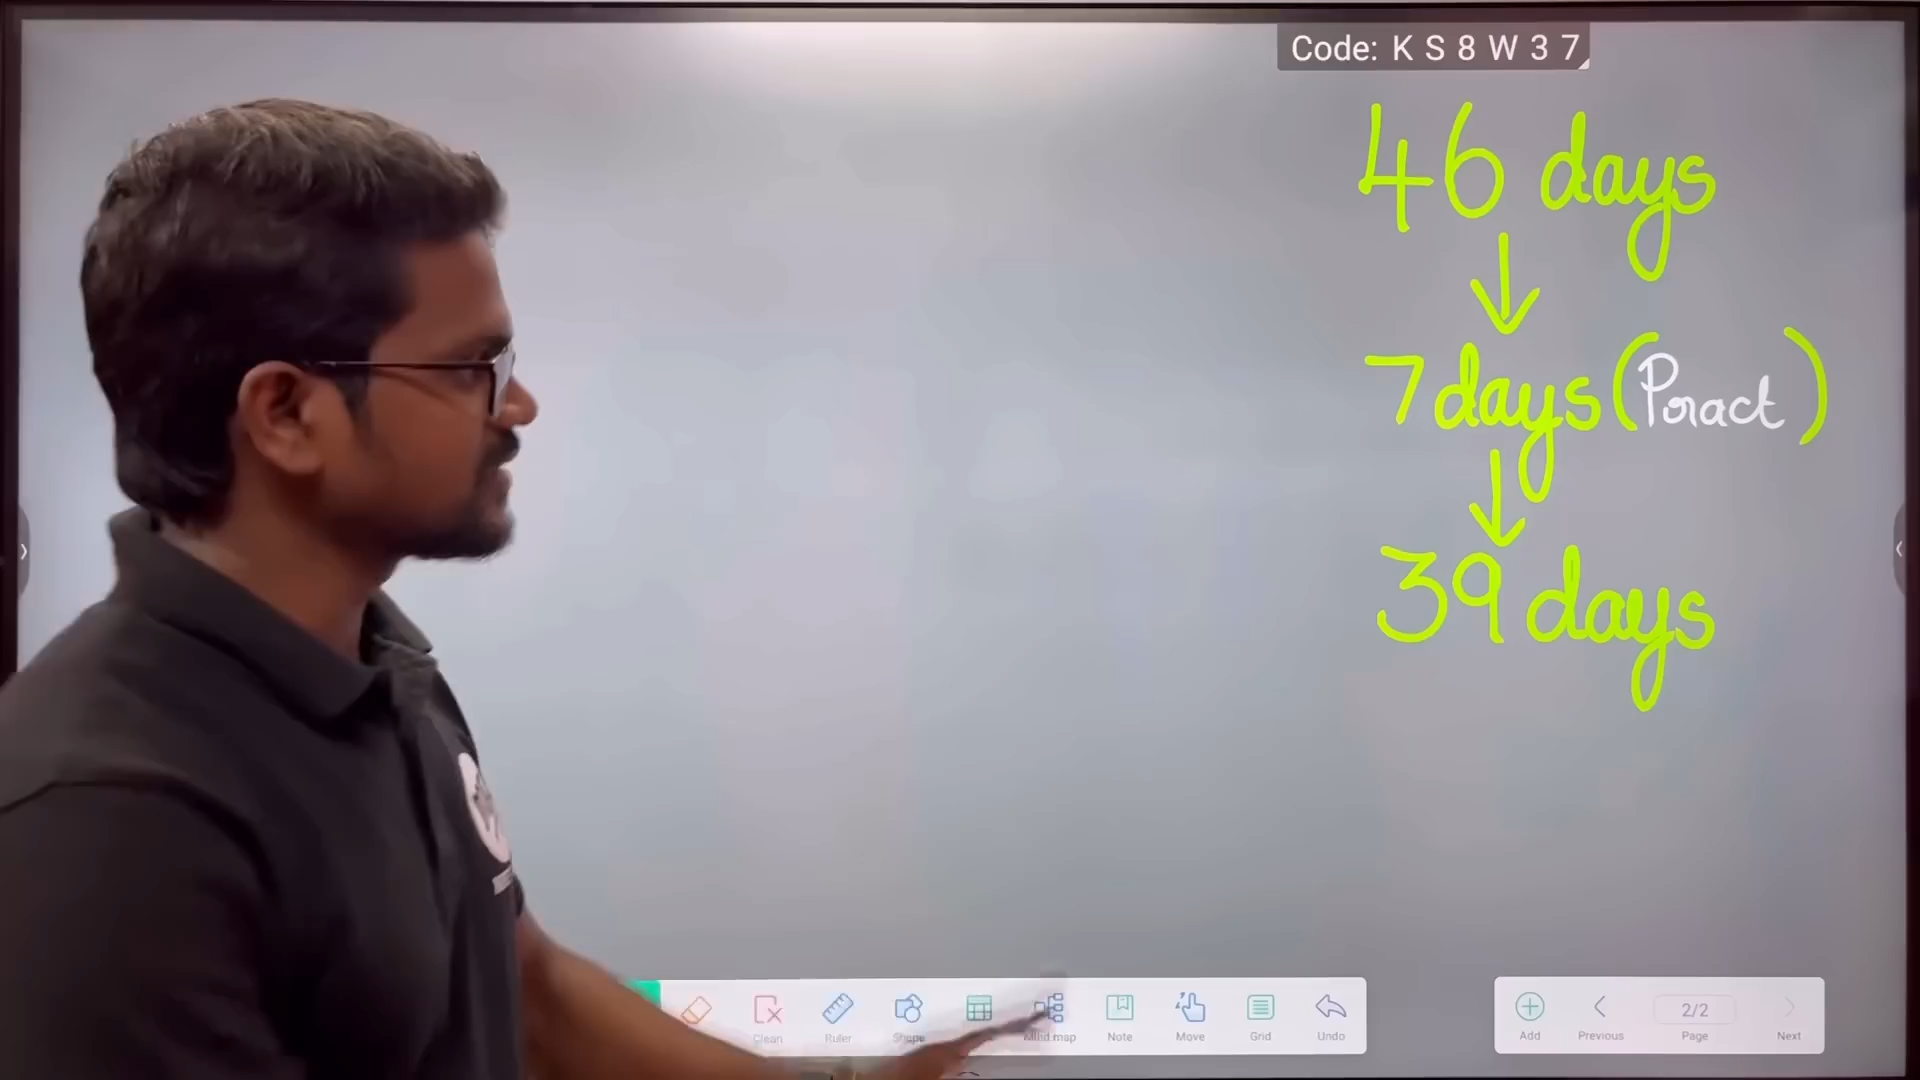 Code: K S 8 W 3 7
46 days
7 days (Pract)
39 days
Clean
Ruler
Shape
Mind map
Note
Move
Grid
Undo
Add
Previous
2/2
Page
Next